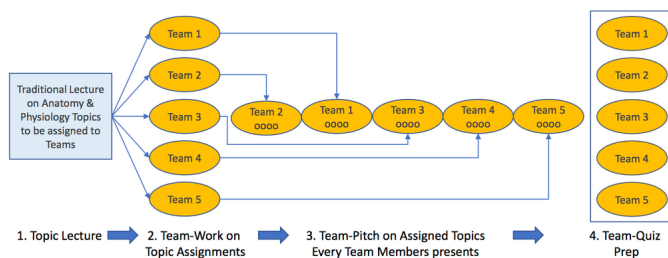 Traditional Lecture
on Anatomy &
Physiology Topics
to be assigned to
Teams
Team 1
Team 2
Team 3
Team 4
Team 5
Team 2
oooo
Team 1
oooo
Team 3
oooo
Team 4
oooo
Team 5
oooo
Team 1
Team 2
Team 3
Team 4
Team 5
1. Topic Lecture
2. Team-Work on
Topic Assignments
3. Team-Pitch on Assigned Topics
Every Team Members presents
4. Team-Quiz
Prep